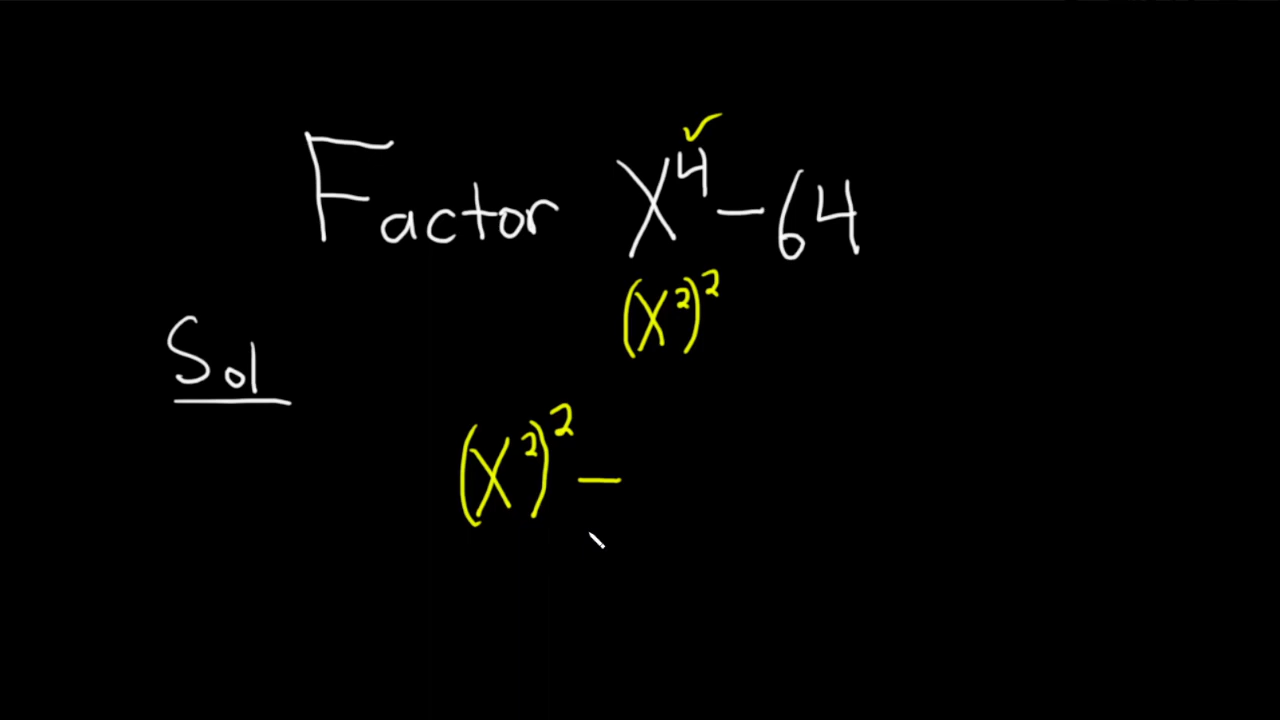 Factor X⁴ - 64
(X²)²
Sol
(X²)² -